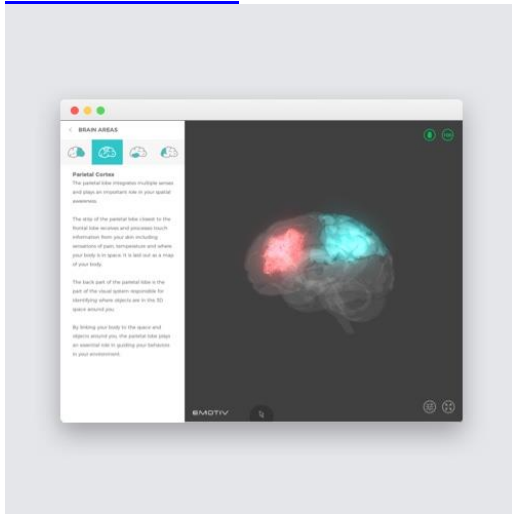 BRAIN AREAS
Parietal Cortex
The parietal lobe integrates multiple senses
and plays an important role in your spatial
awareness.
The strip of the parietal lobe closest to the
frontal lobe receives and processes touch
information from your skin including
sensations of pain, temperature and where
your body is in space. It is laid out as a map
of your body.
The back part of the parietal lobe is the
part of the visual system responsible for
identifying where objects are in the 3D
space around you.
By linking your body to the space and
objects around you, the parietal lobe plays
an essential role in guiding your behaviors
in your environment.
EMOTIV